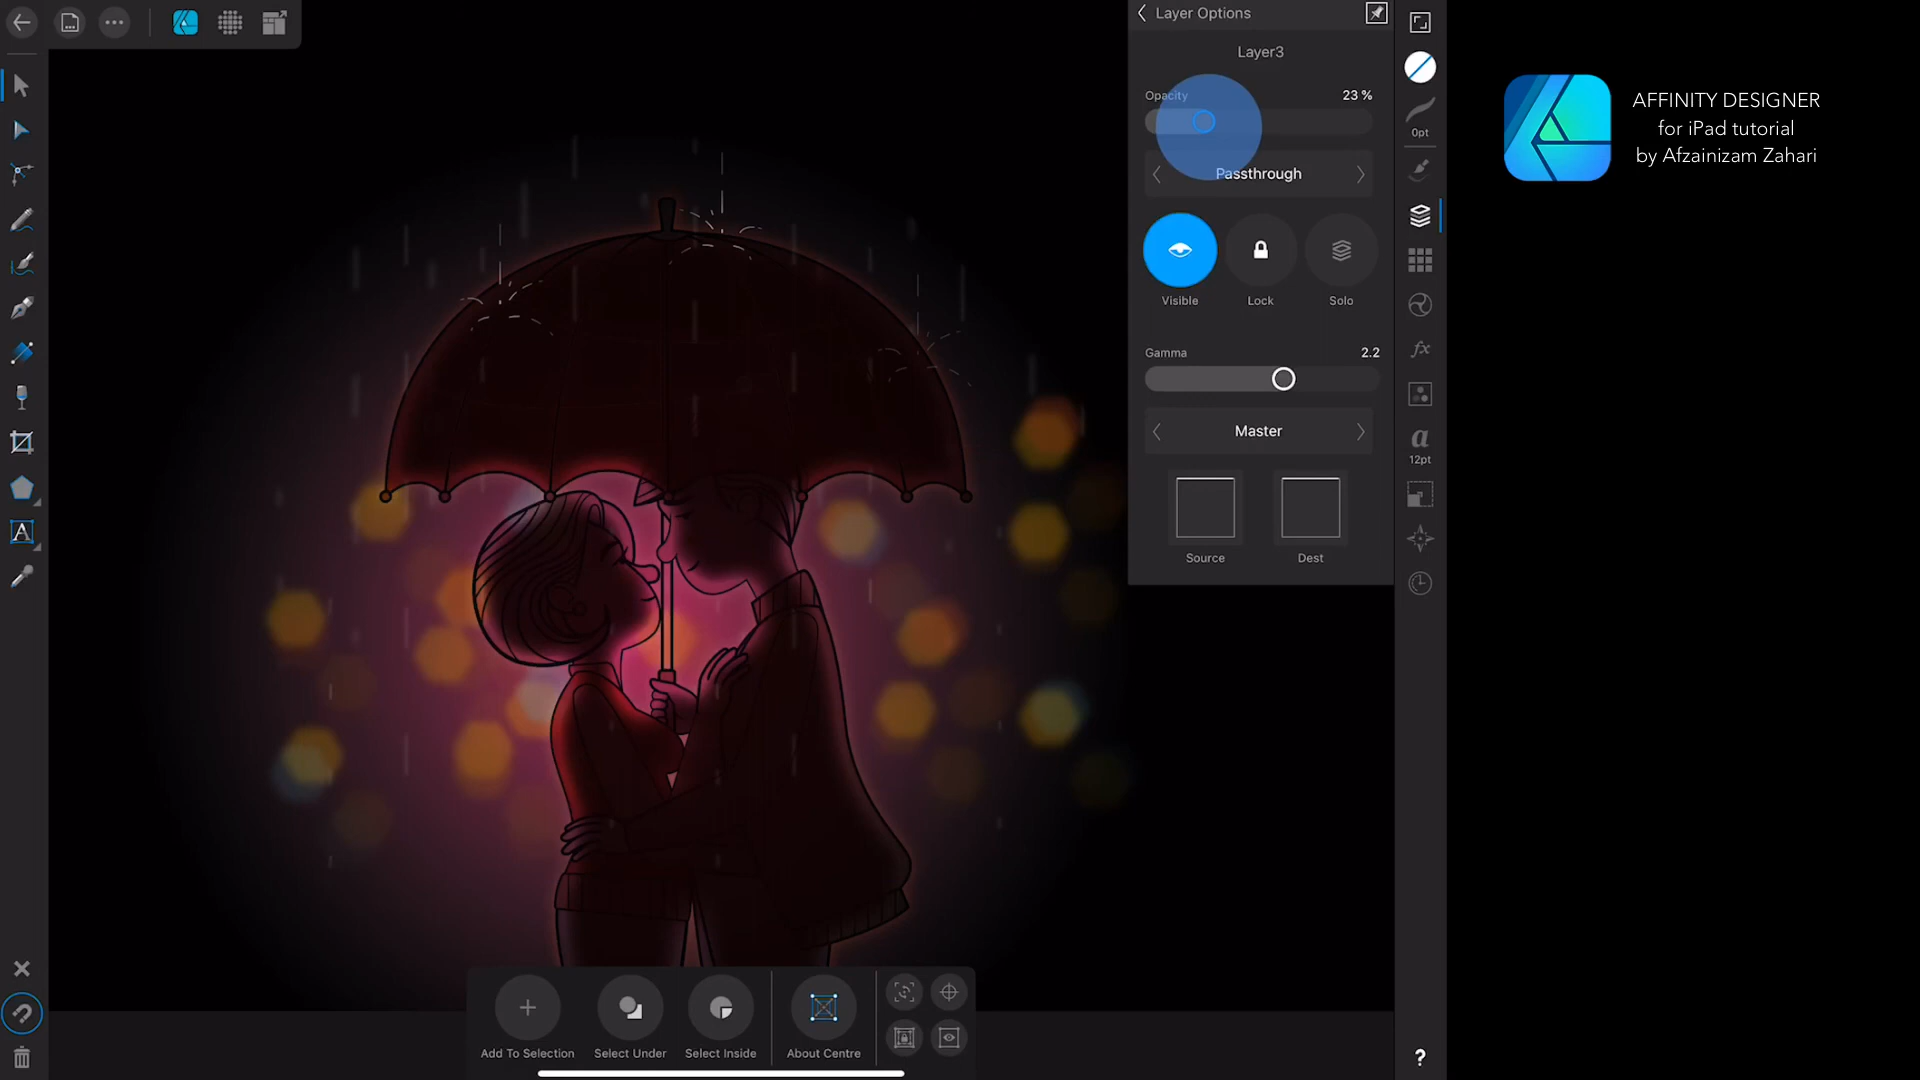 Layer Options
Layer3
Opacity
23 %
Passthrough
Visible
Lock
Solo
Gamma
2.2
Master
Source
Dest
0pt
fx
a
12pt
A
Add To Selection
Select Under
Select Inside
About Centre
?
AFFINITY DESIGNER
for iPad tutorial
by Afzainizam Zahari